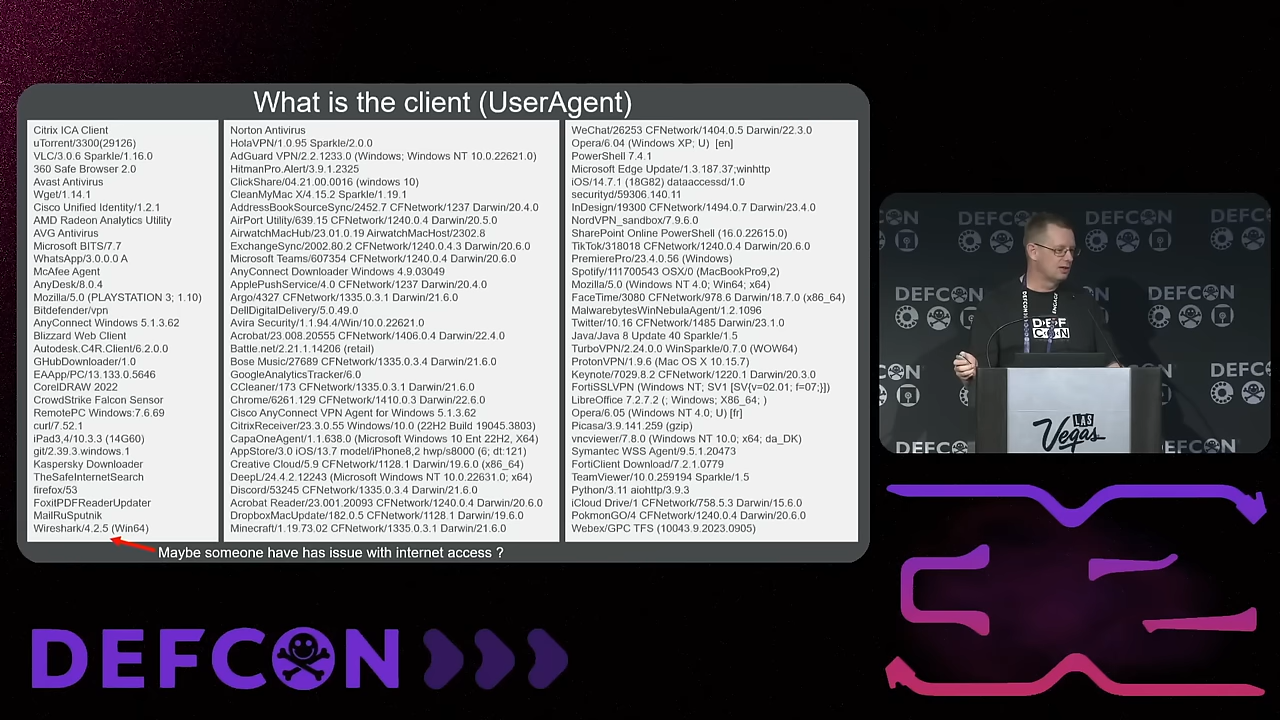 What is the client (UserAgent)
Citrix ICA Client
uTorrent/3300(29126)
VLC/3.0.6 Sparkle/1.16.0
360 Safe Browser 2.0
Avast Antivirus
Wget/1.14.1
Cisco Unified Identity/1.2.1
AMD Radeon Analytics Utility
AVG Antivirus
Microsoft BITS/7.7
WhatsApp/3.0.0.0 A
McAfee Agent
AnyDesk/8.0.4
Mozilla/5.0 (PLAYSTATION 3; 1.10)
Bitdefender/vpn
AnyConnect Windows 5.1.3.62
Blizzard Web Client
Autodesk.C4R.Client/6.2.0.0
GHubDownloader/1.0
EAApp/PC/13.133.0.5646
CorelDRAW 2022
CrowdStrike Falcon Sensor
RemotePC Windows:7.6.69
curl/7.52.1
iPad3,4/10.3.3 (14G60)
git/2.39.3.windows.1
Kaspersky Downloader
TheSafeInternetSearch
firefox/53
FoxitPDFReaderUpdater
MailRuSputnik
Wireshark/4.2.5 (Win64)
Norton Antivirus
HolaVPN/1.0.95 Sparkle/2.0.0
AdGuard VPN/2.2.1233.0 (Windows; Windows NT 10.0.22621.0)
HitmanPro.Alert/3.9.1.2325
ClickShare/04.21.00.0016 (windows 10)
CleanMyMac X/4.15.2 Sparkle/1.19.1
AddressBookSourceSync/2452.7 CFNetwork/1237 Darwin/20.4.0
AirPort Utility/639.15 CFNetwork/1240.0.4 Darwin/20.5.0
AirwatchMacHub/23.01.0.19 AirwatchMacHost/2302.8
ExchangeSync/2002.80.2 CFNetwork/1240.0.4.3 Darwin/20.6.0
Microsoft Teams/607354 CFNetwork/1240.0.4 Darwin/20.6.0
AnyConnect Downloader Windows 4.9.03049
ApplePushService/4.0 CFNetwork/1237 Darwin/20.4.0
Argo/4327 CFNetwork/1335.0.3.1 Darwin/21.6.0
DellDigitalDelivery/5.0.49.0
Avira Security/1.1.94.4/Win/10.0.22621.0
Acrobat/23.008.20555 CFNetwork/1406.0.4 Darwin/22.4.0
Battle.net/2.21.1.14206 (retail)
Bose Music/27689 CFNetwork/1335.0.3.4 Darwin/21.6.0
GoogleAnalyticsTracker/6.0
CCleaner/173 CFNetwork/1335.0.3.1 Darwin/21.6.0
Chrome/6261.129 CFNetwork/1410.0.3 Darwin/22.6.0
Cisco AnyConnect VPN Agent for Windows 5.1.3.62
CitrixReceiver/23.3.0.55 Windows/10.0 (22H2 Build 19045.3803)
CapaOneAgent/1.1.638.0 (Microsoft Windows 10 Ent 22H2, X64)
AppStore/3.0 iOS/13.7 model/iPhone8,2 hwp/s8000 (6; dt:121)
Creative Cloud/5.9 CFNetwork/1128.1 Darwin/19.6.0 (x86_64)
DeepL/24.4.2.12243 (Microsoft Windows NT 10.0.22631.0; x64)
Discord/53245 CFNetwork/1335.0.3.4 Darwin/21.6.0
Acrobat Reader/23.001.20093 CFNetwork/1240.0.4 Darwin/20.6.0
DropboxMacUpdate/182.0.5 CFNetwork/1128.1 Darwin/19.6.0
Minecraft/1.19.73.02 CFNetwork/1335.0.3.1 Darwin/21.6.0
WeChat/26253 CFNetwork/1404.0.5 Darwin/22.3.0
Opera/6.04 (Windows XP; U) [en]
PowerShell 7.4.1
Microsoft Edge Update/1.3.187.37;winhttp
iOS/14.7.1 (18G82) dataaccessd/1.0
securityd/59306.140.11
InDesign/19300 CFNetwork/1494.0.7 Darwin/23.4.0
NordVPN_sandbox/7.9.6.0
SharePoint Online PowerShell (16.0.22615.0)
TikTok/318018 CFNetwork/1240.0.4 Darwin/20.6.0
PremierePro/23.4.0.56 (Windows)
Spotify/111700543 OSX/0 (MacBookPro9,2)
Mozilla/5.0 (Windows NT 4.0; Win64; x64)
FaceTime/3080 CFNetwork/978.6 Darwin/18.7.0 (x86_64)
MalwarebytesWinNebulaAgent/1.2.1096
Twitter/10.16 CFNetwork/1485 Darwin/23.1.0
Java/Java 8 Update 40 Sparkle/1.5
TurboVPN/2.24.0.0 WinSparkle/0.7.0 (WOW64)
ProtonVPN/1.9.6 (Mac OS X 10.15.7)
Keynote/7029.8.2 CFNetwork/1220.1 Darwin/20.3.0
FortiSSLVPN (Windows NT; SV1 [SV{v=02.01; f=07;}])
LibreOffice 7.2.7.2 (; Windows; X86_64; )
Opera/6.05 (Windows NT 4.0; U) [fr]
Picasa/3.9.141.259 (gzip)
vncviewer/7.8.0 (Windows NT 10.0; x64; da_DK)
Symantec WSS Agent/9.5.1.20473
FortiClient Download/7.2.1.0779
TeamViewer/10.0.259194 Sparkle/1.5
Python/3.11 aiohttp/3.9.3
iCloud Drive/1 CFNetwork/758.5.3 Darwin/15.6.0
PokmonGO/4 CFNetwork/1240.0.4 Darwin/20.6.0
Webex/GPC TFS (10043.9.2023.0905)
Maybe someone have has issue with internet access ?
DEFCON
DEFCON
DEFCON
DEFCON
DEFCON
DEFCON
DEF
CON
LAS
Vegas
DEFCON